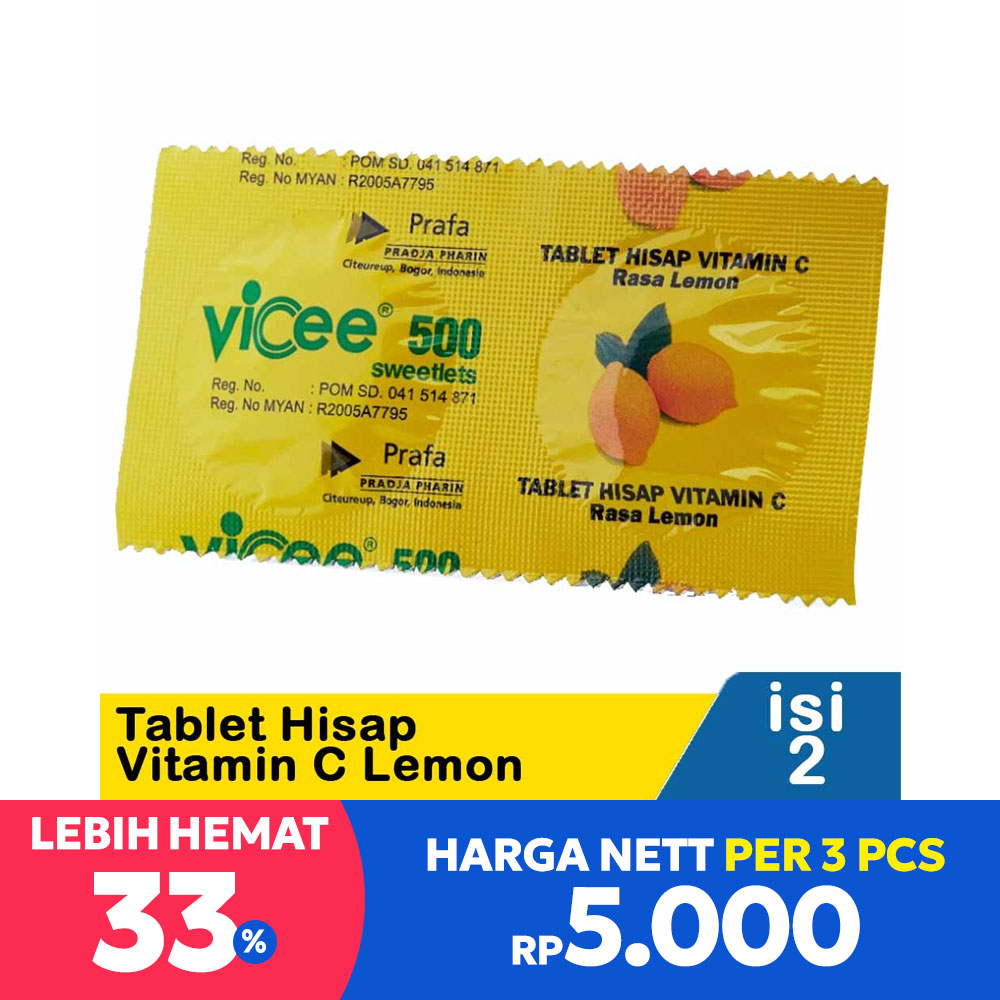 Reg. No. : POM SD. 041 514 871
Reg. No MYAN : R2005A7795
Prafa
PRADJA PHARIN
Citeureup, Bogor, Indonesia
vicee® 500
sweetlets
Reg. No. : POM SD. 041 514 871
Reg. No MYAN : R2005A7795
Prafa
PRADJA PHARIN
Citeureup, Bogor, Indonesia
vicee® 500
TABLET HISAP VITAMIN C
Rasa Lemon
TABLET HISAP VITAMIN C
Rasa Lemon
Tablet Hisap
Vitamin C Lemon
isi
2
LEBIH HEMAT
33%
HARGA NETT PER 3 PCS
RP5.000